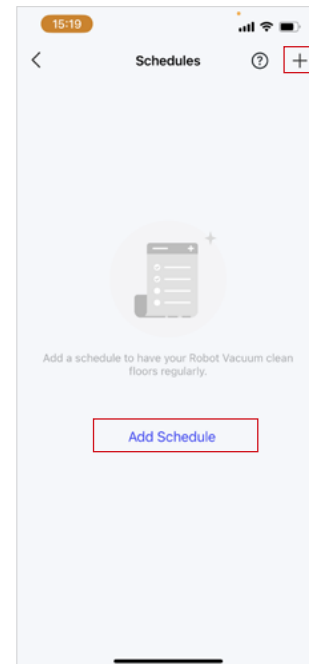 15:19
Schedules
Add a schedule to have your Robot Vacuum clean
floors regularly.
Add Schedule